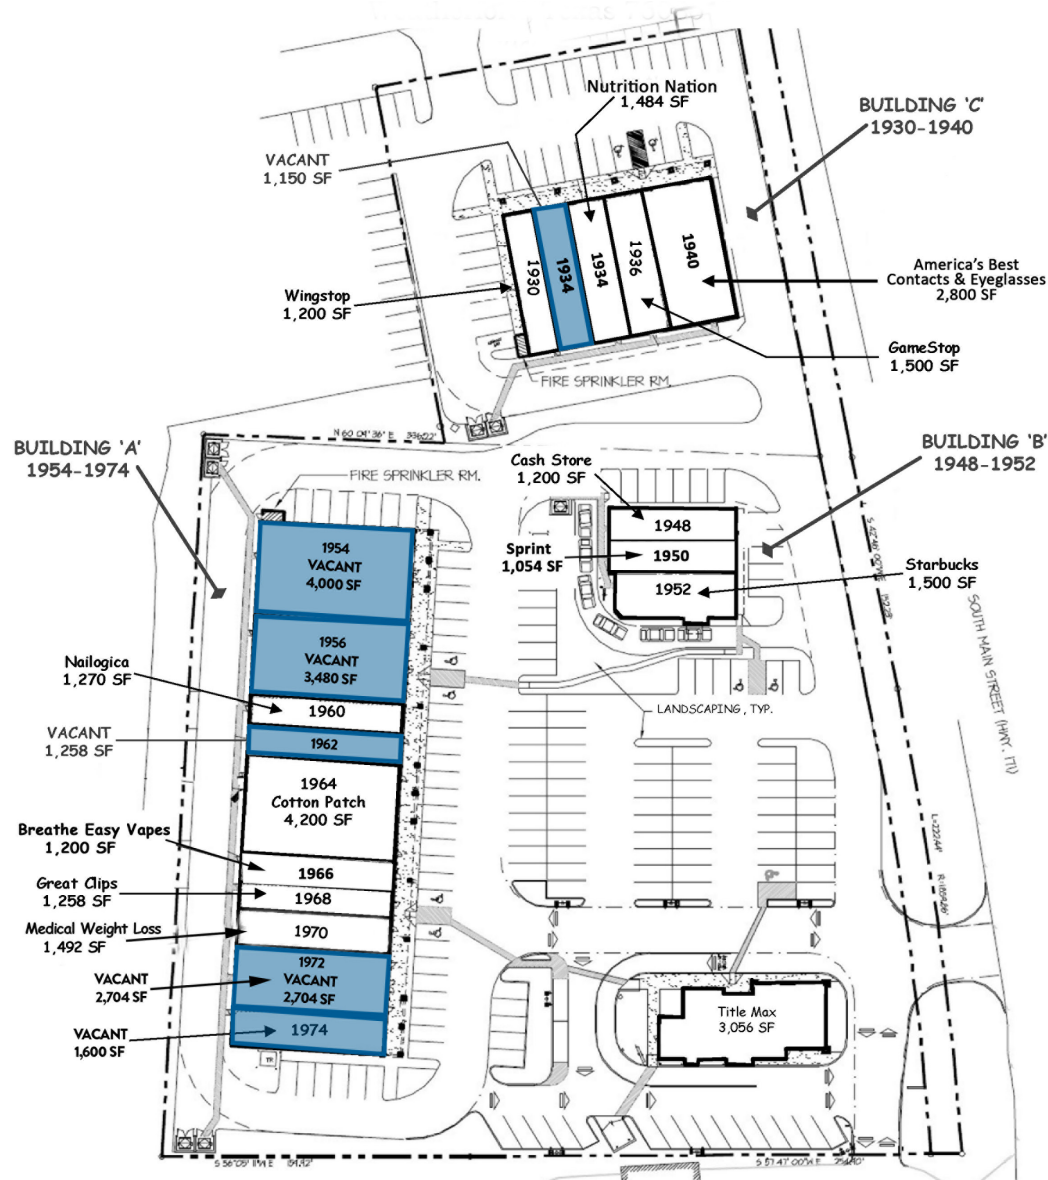 Nutrition Nation
1,484 SF
BUILDING 'C'
1930-1940
VACANT
1,150 SF
1930
1934
1934
1936
1940
America's Best
Contacts & Eyeglasses
2,800 SF
Wingstop
1,200 SF
GameStop
1,500 SF
FIRE SPRINKLER RM.
N 60 04' 36" E 336.22'
BUILDING 'A'
1954-1974
FIRE SPRINKLER RM.
BUILDING 'B'
1948-1952
Cash Store
1,200 SF
1948
Sprint
1,054 SF
1950
Starbucks
1,500 SF
1952
1954
VACANT
4,000 SF
1956
VACANT
3,480 SF
Nailogica
1,270 SF
1960
VACANT
1,258 SF
1962
1964
Cotton Patch
4,200 SF
Breathe Easy Vapes
1,200 SF
1966
Great Clips
1,258 SF
1968
Medical Weight Loss
1,492 SF
1970
VACANT
2,704 SF
1972
VACANT
2,704 SF
VACANT
1,600 SF
1974
TR
LANDSCAPING, TYP.
SOUTH MAIN STREET (HWY. 171)
Title Max
3,056 SF